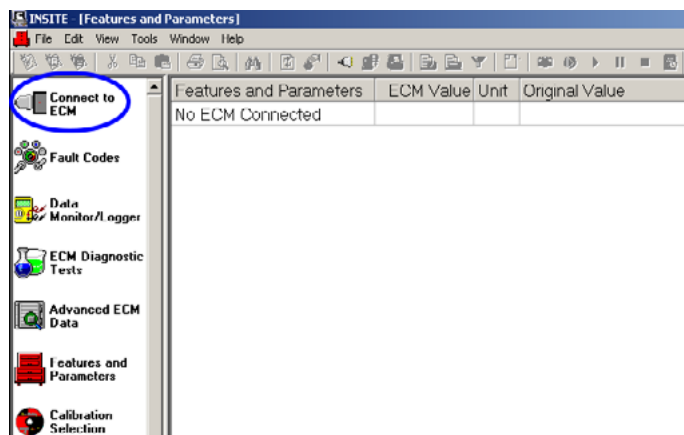 INSITE - [Features and Parameters]
File Edit View Tools Window Help
Features and Parameters ECM Value Unit Original Value
No ECM Connected
Connect to
ECM
Fault Codes
Data
Monitor/Logger
ECM Diagnostic
Tests
Advanced ECM
Data
Features and
Parameters
Calibration
Selection